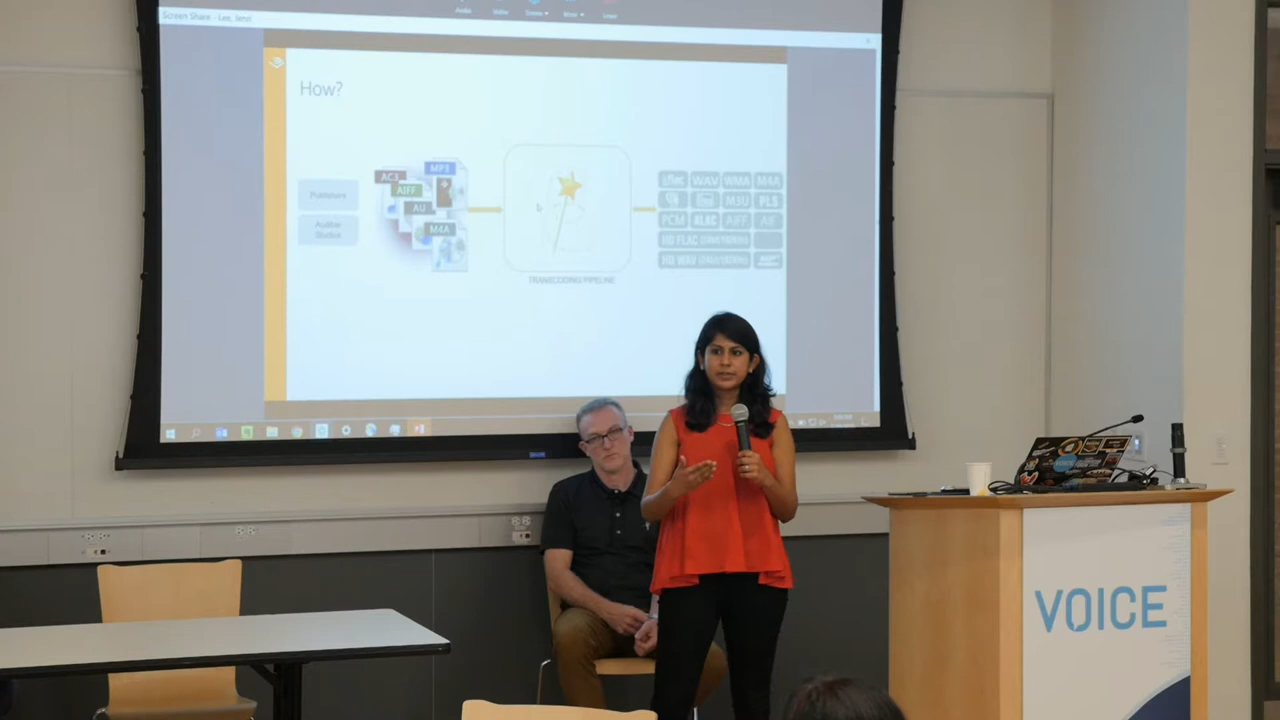 Screen Share - Lee, John
How?
MP3
AC3
AIFF
AU
M4A
Publishers
Audible
Studios
TRANSCODING PIPELINE
FLAC WAV WMA M4A
M3U PLS
PCM ALAC AIFF AIF
HD FLAC
HD WAV
VOICE